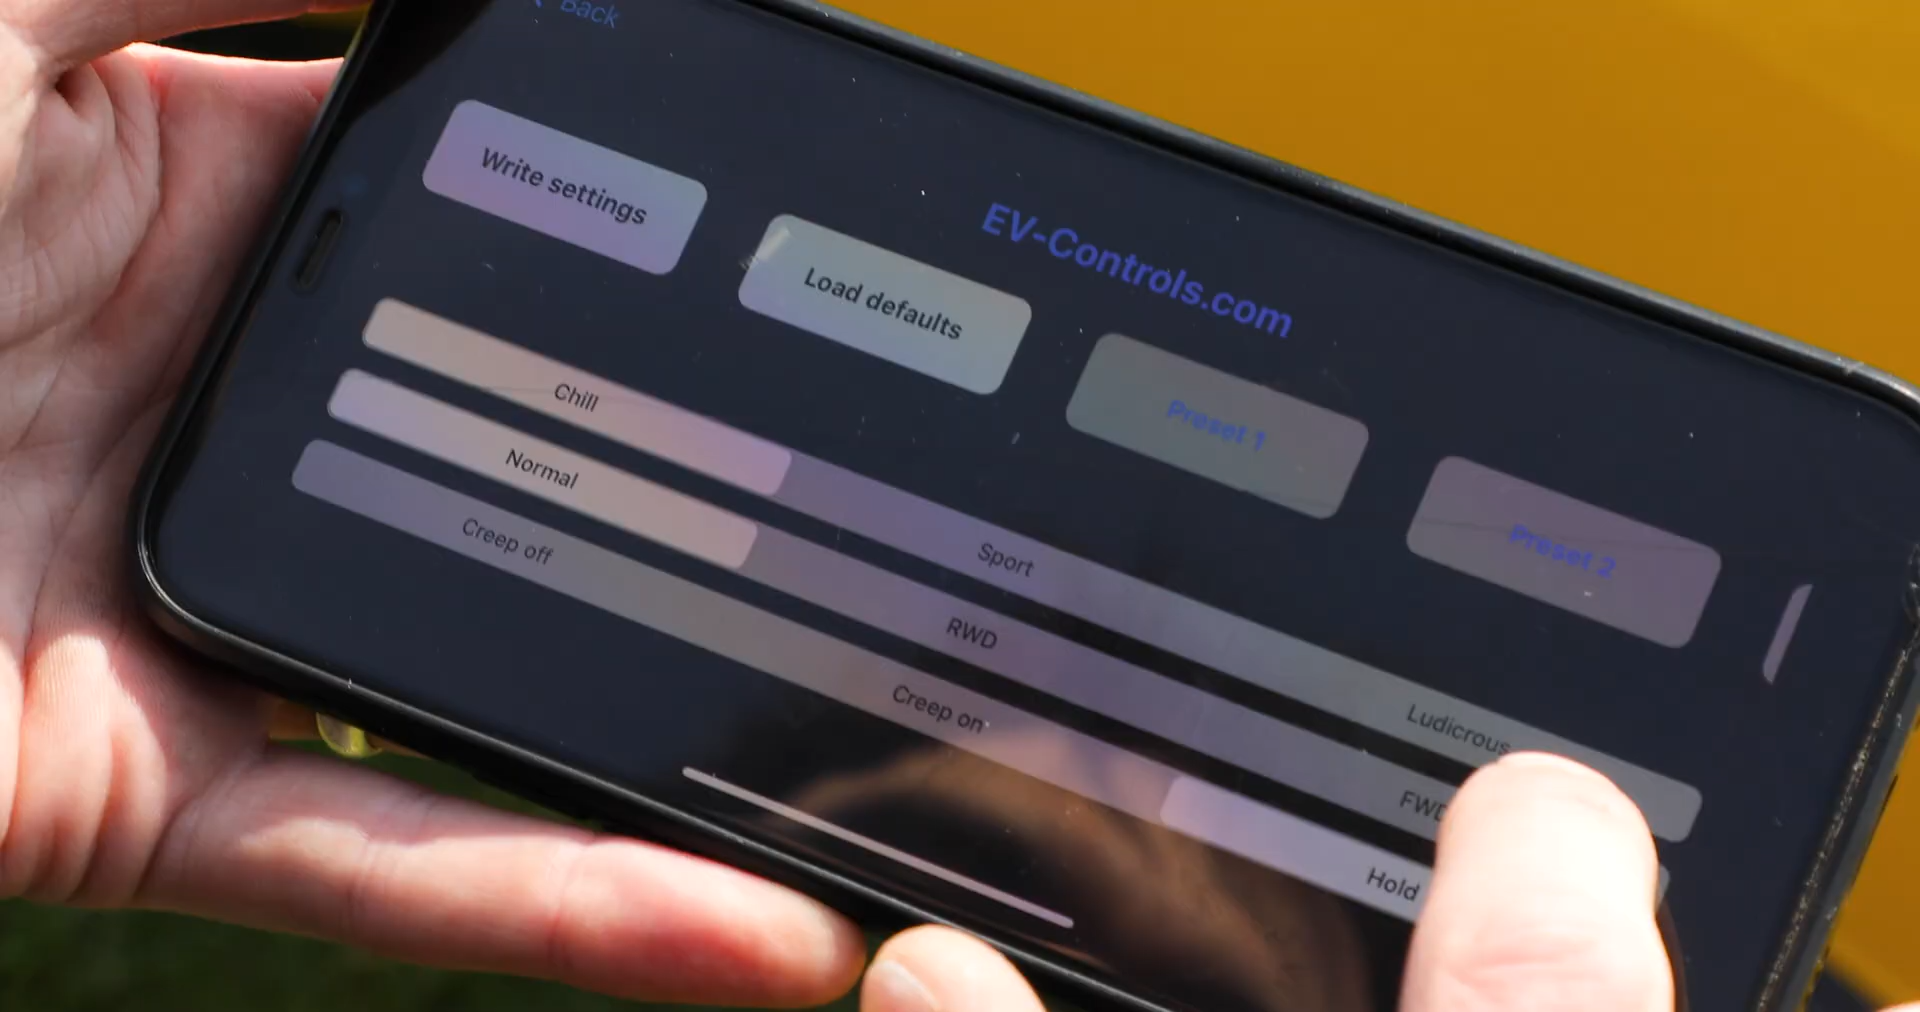 Back
EV-Controls.com
Write settings
Load defaults
Preset 1
Preset 2
Chill
Sport
Ludicrous
Normal
RWD
FWD
Creep off
Creep on
Hold